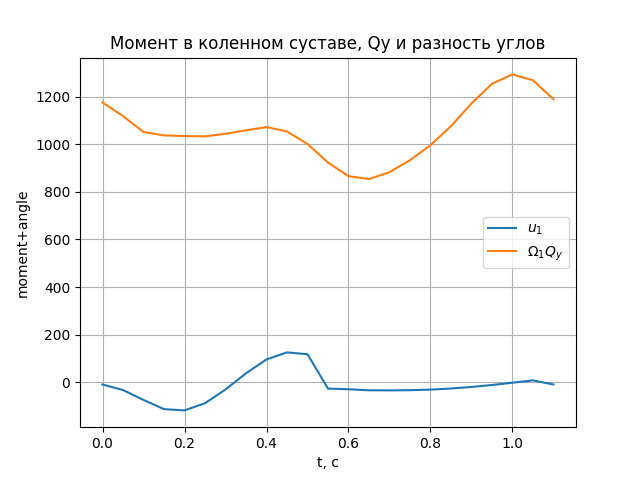 Момент в коленном суставе, Qy и разность углов
moment+angle
1200
1000
800
600
400
200
0
u₁
Ω₁Qᵧ
0.0 0.2 0.4 0.6 0.8 1.0
t, c